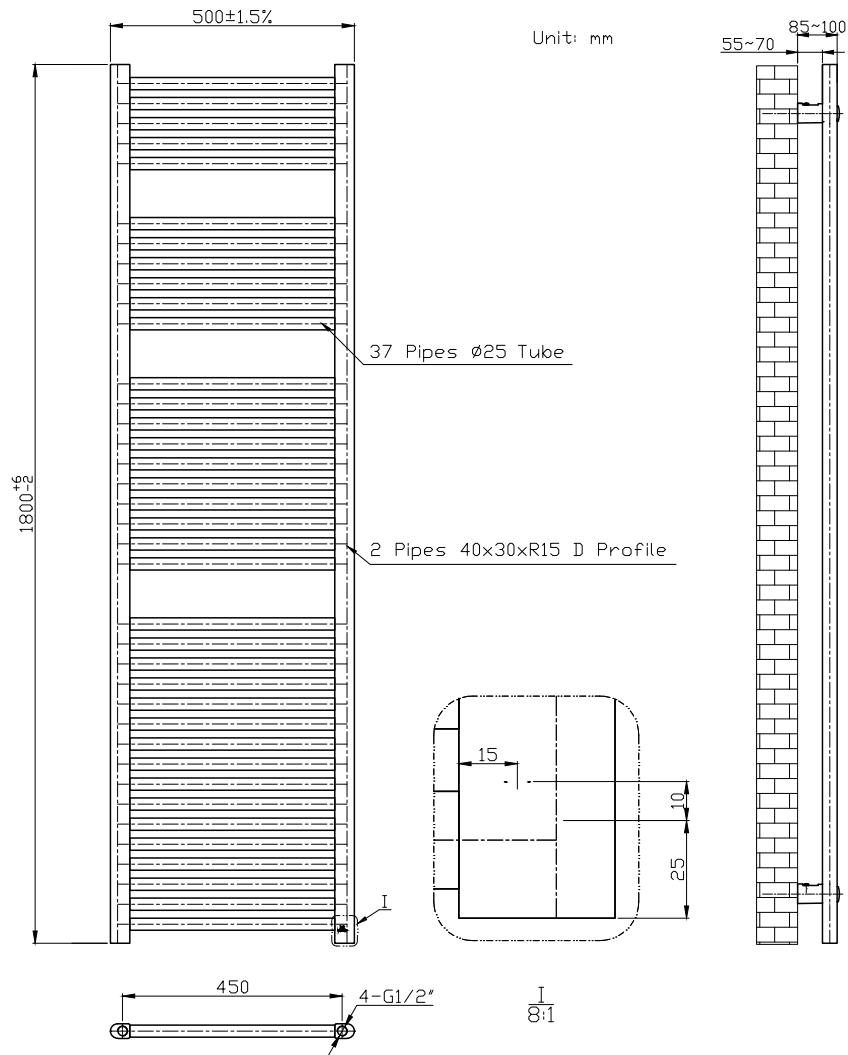 500±1.5%
Unit: mm
85~100
55~70
37 Pipes Ø25 Tube
1800+6-2
2 Pipes 40x30xR15 D Profile
15
10
25
I
450
4-G1/2"
I
8:1